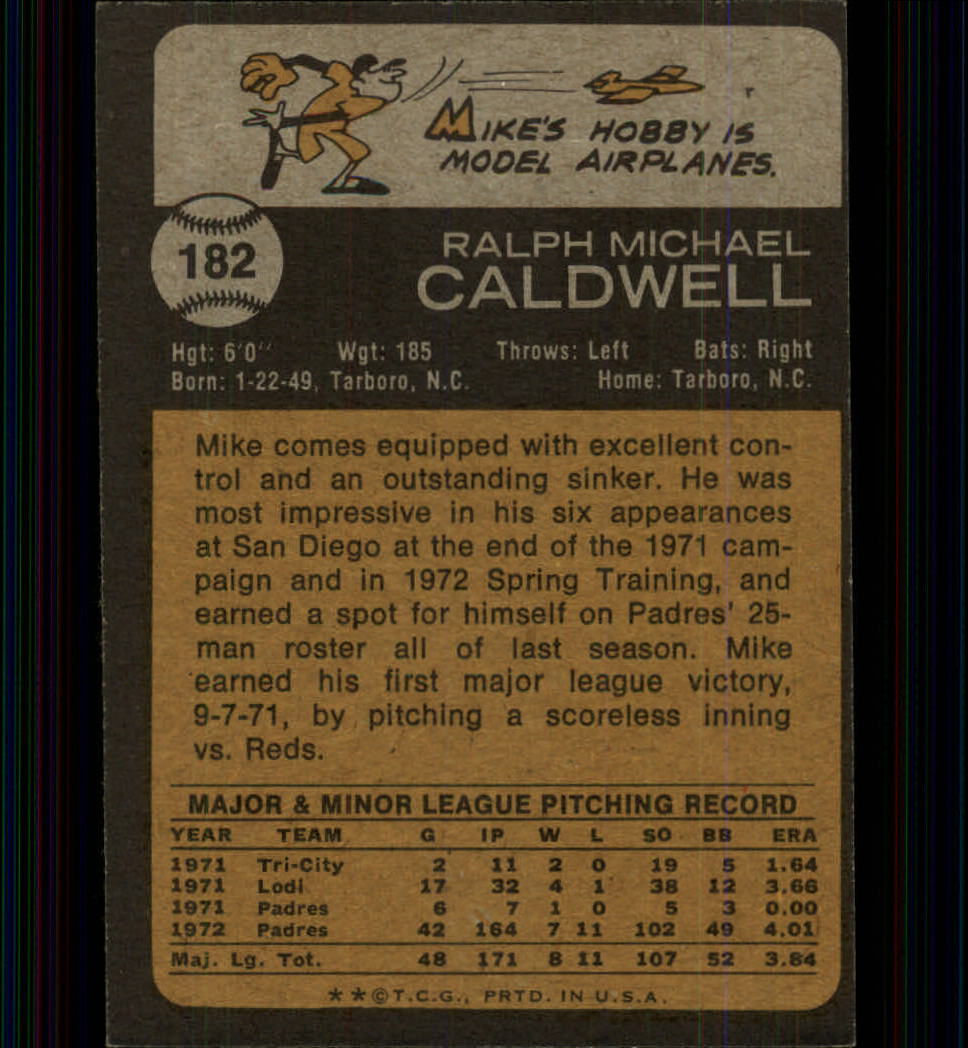 MIKE'S HOBBY IS
MODEL AIRPLANES.
182
RALPH MICHAEL
CALDWELL
Hgt: 6'0" Wgt: 185 Throws: Left Bats: Right
Born: 1-22-49, Tarboro, N.C. Home: Tarboro, N.C.
Mike comes equipped with excellent con-
trol and an outstanding sinker. He was
most impressive in his six appearances
at San Diego at the end of the 1971 cam-
paign and in 1972 Spring Training, and
earned a spot for himself on Padres' 25-
man roster all of last season. Mike
earned his first major league victory,
9-7-71, by pitching a scoreless inning
vs. Reds.
MAJOR & MINOR LEAGUE PITCHING RECORD
YEAR TEAM G IP W L SO BB ERA
1971 Tri-City 2 11 2 0 19 5 1.64
1971 Lodi 17 32 4 1 38 12 3.66
1971 Padres 6 7 1 0 5 3 0.00
1972 Padres 42 164 7 11 102 49 4.01
Maj. Lg. Tot. 48 171 8 11 107 52 3.84
**©T.C.G., PRTD. IN U.S.A.